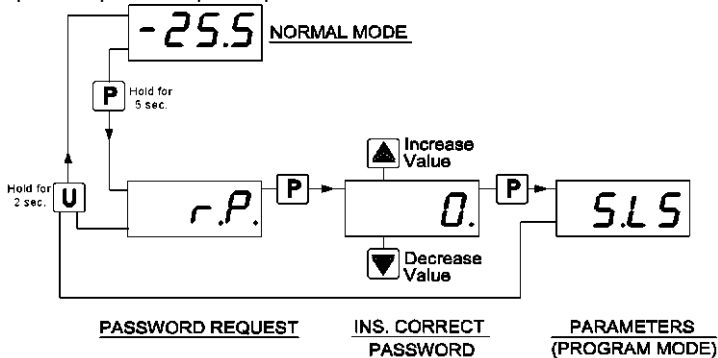 -25.5
NORMAL MODE
P
Hold for
5 sec.
Hold for
2 sec.
U
r.P.
P
Increase
Value
0.
Decrease
Value
P
S.LS
PASSWORD REQUEST
INS. CORRECT
PASSWORD
PARAMETERS
(PROGRAM MODE)